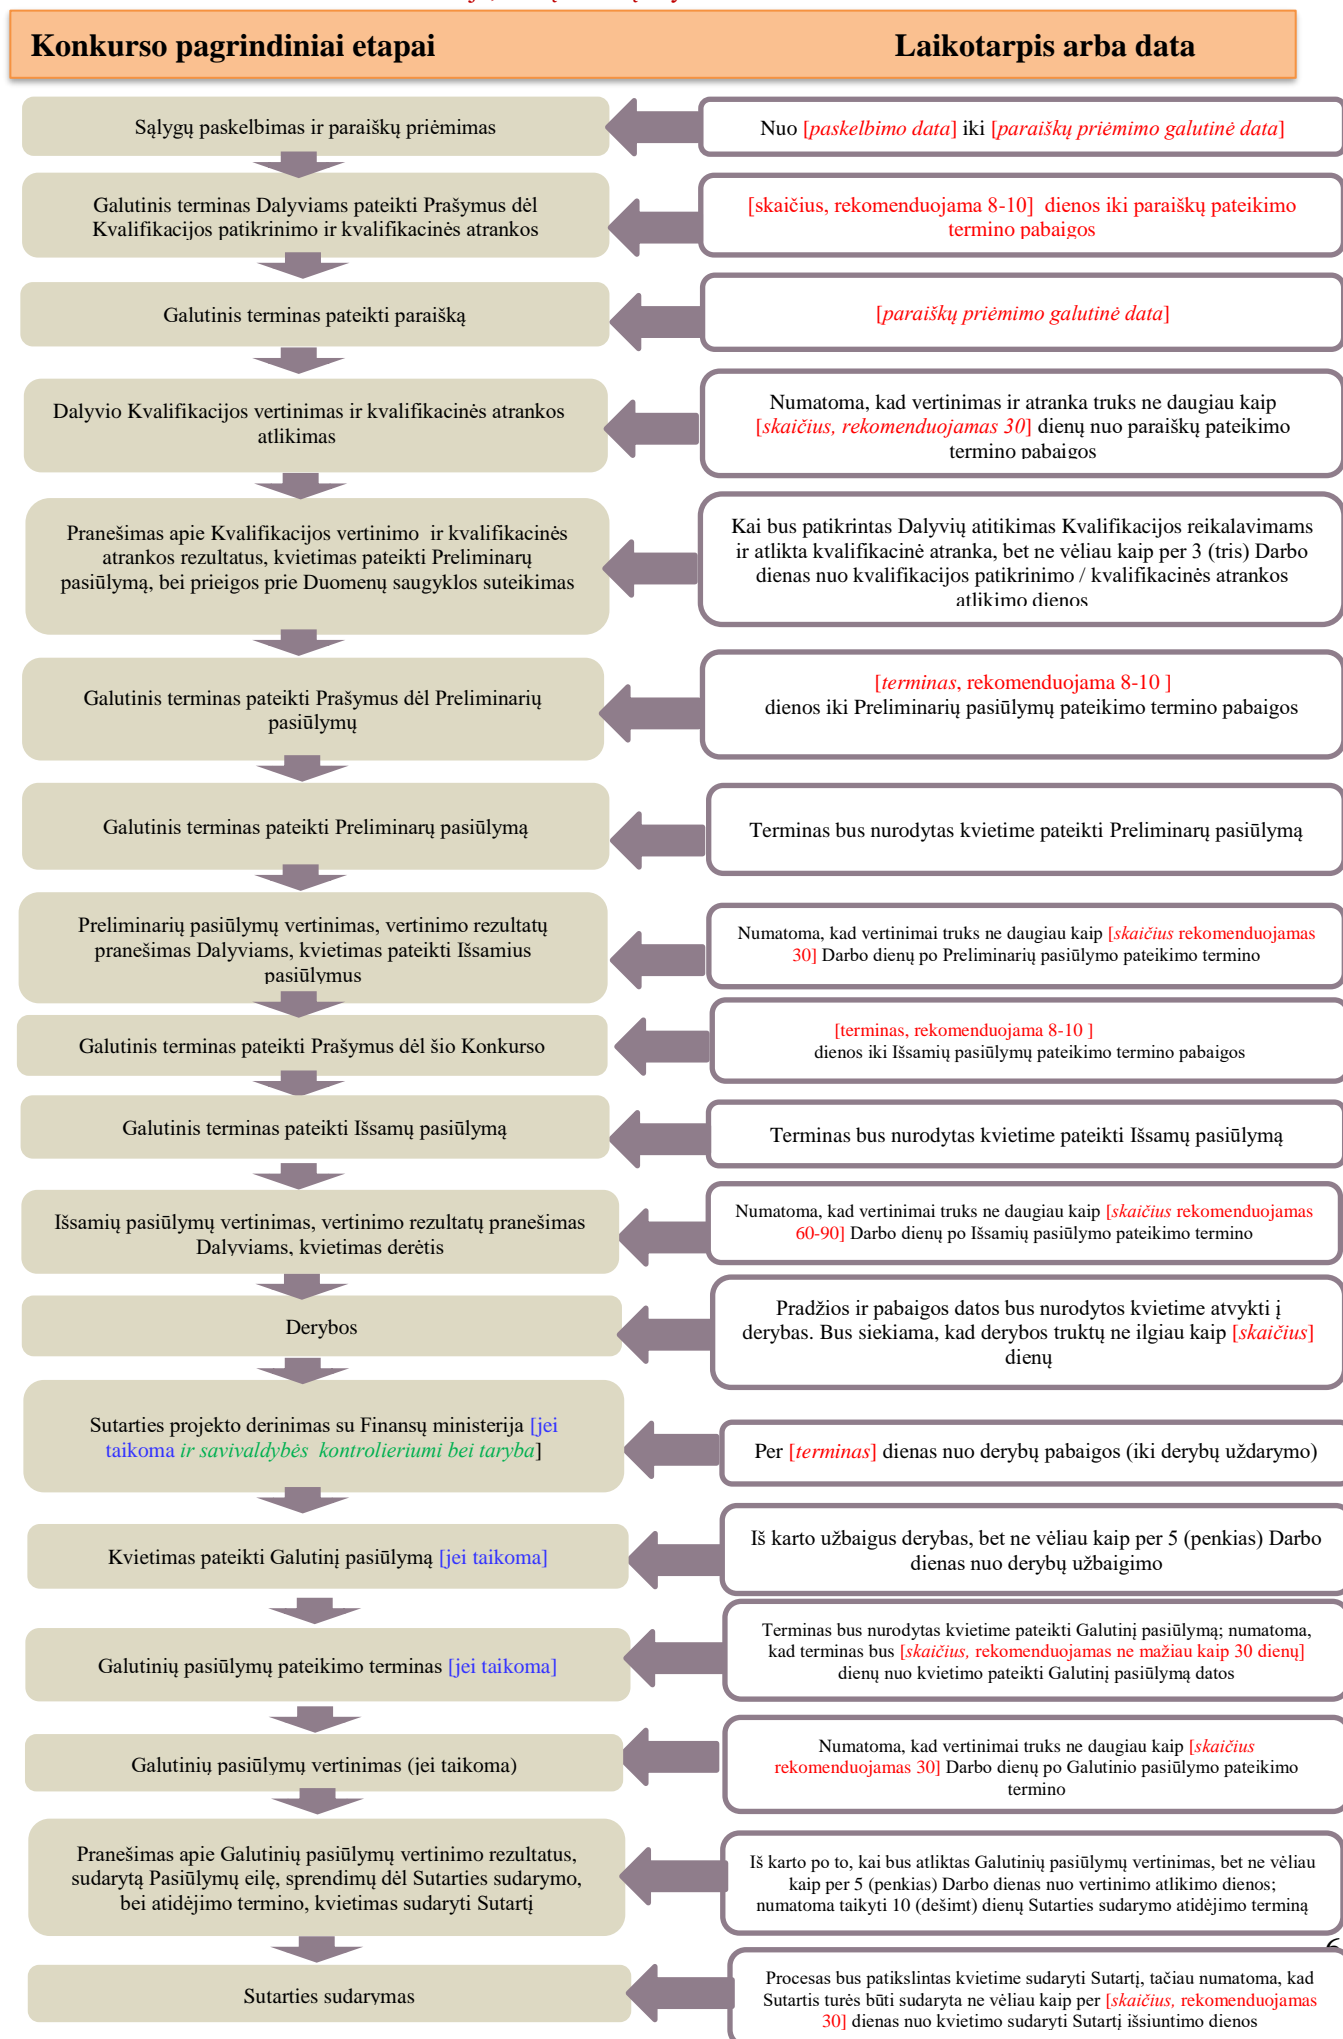 Konkurso pagrindiniai etapai
Laikotarpis arba data
Sąlygų paskelbimas ir paraiškų priėmimas
Nuo [paskelbimo data] iki [paraiškų priėmimo galutinė data]
Galutinis terminas Dalyviams pateikti Prašymus dėl
Kvalifikacijos patikrinimo ir kvalifikacinės atrankos
[skaičius, rekomenduojama 8-10] dienos iki paraiškų pateikimo
termino pabaigos
Galutinis terminas pateikti paraišką
[paraiškų priėmimo galutinė data]
Dalyvio Kvalifikacijos vertinimas ir kvalifikacinės atrankos
atlikimas
Numatoma, kad vertinimas ir atranka truks ne daugiau kaip
[skaičius, rekomenduojamas 30] dienų nuo paraiškų pateikimo
termino pabaigos
Pranešimas apie Kvalifikacijos vertinimo ir kvalifikacinės
atrankos rezultatus, kvietimas pateikti Preliminarų
pasiūlymą, bei prieigos prie Duomenų saugyklos suteikimas
Kai bus patikrintas Dalyvių atitikimas Kvalifikacijos reikalavimams
ir atlikta kvalifikacinė atranka, bet ne vėliau kaip per 3 (tris) Darbo
dienas nuo kvalifikacijos patikrinimo / kvalifikacinės atrankos
atlikimo dienos
Galutinis terminas pateikti Prašymus dėl Preliminarių
pasiūlymų
[terminas, rekomenduojama 8-10 ]
dienos iki Preliminarių pasiūlymų pateikimo termino pabaigos
Galutinis terminas pateikti Preliminarų pasiūlymą
Terminas bus nurodytas kvietime pateikti Preliminarų pasiūlymą
Preliminarių pasiūlymų vertinimas, vertinimo rezultatų
pranešimas Dalyviams, kvietimas pateikti Išsamius
pasiūlymus
Numatoma, kad vertinimai truks ne daugiau kaip [skaičius rekomenduojamas
30] Darbo dienų po Preliminarių pasiūlymo pateikimo termino
Galutinis terminas pateikti Prašymus dėl šio Konkurso
[terminas, rekomenduojama 8-10 ]
dienos iki Išsamių pasiūlymų pateikimo termino pabaigos
Galutinis terminas pateikti Išsamų pasiūlymą
Terminas bus nurodytas kvietime pateikti Išsamų pasiūlymą
Išsamių pasiūlymų vertinimas, vertinimo rezultatų pranešimas
Dalyviams, kvietimas derėtis
Numatoma, kad vertinimai truks ne daugiau kaip [skaičius rekomenduojamas
60-90] Darbo dienų po Išsamių pasiūlymo pateikimo termino
Derybos
Pradžios ir pabaigos datos bus nurodytos kvietime atvykti į
derybas. Bus siekiama, kad derybos truktų ne ilgiau kaip [skaičius]
dienų
Sutarties projekto derinimas su Finansų ministerija [jei
taikoma ir savivaldybės kontrolieriumi bei taryba]
Per [terminas] dienas nuo derybų pabaigos (iki derybų uždarymo)
Kvietimas pateikti Galutinį pasiūlymą [jei taikoma]
Iš karto užbaigus derybas, bet ne vėliau kaip per 5 (penkias) Darbo
dienas nuo derybų užbaigimo
Galutinių pasiūlymų pateikimo terminas [jei taikoma]
Terminas bus nurodytas kvietime pateikti Galutinį pasiūlymą; numatoma,
kad terminas bus [skaičius, rekomenduojamas ne mažiau kaip 30 dienų]
dienų nuo kvietimo pateikti Galutinį pasiūlymą datos
Galutinių pasiūlymų vertinimas (jei taikoma)
Numatoma, kad vertinimai truks ne daugiau kaip [skaičius
rekomenduojamas 30] Darbo dienų po Galutinio pasiūlymo pateikimo
termino
Pranešimas apie Galutinių pasiūlymų vertinimo rezultatus,
sudarytą Pasiūlymų eilę, sprendimų dėl Sutarties sudarymo,
bei atidėjimo termino, kvietimas sudaryti Sutartį
Iš karto po to, kai bus atliktas Galutinių pasiūlymų vertinimas, bet ne vėliau
kaip per 5 (penkias) Darbo dienas nuo vertinimo atlikimo dienos;
numatoma taikyti 10 (dešimt) dienų Sutarties sudarymo atidėjimo terminą
Sutarties sudarymas
Procesas bus patikslintas kvietime sudaryti Sutartį, tačiau numatoma, kad
Sutartis turės būti sudaryta ne vėliau kaip per [skaičius, rekomenduojamas
30] dienas nuo kvietimo sudaryti Sutartį išsiuntimo dienos